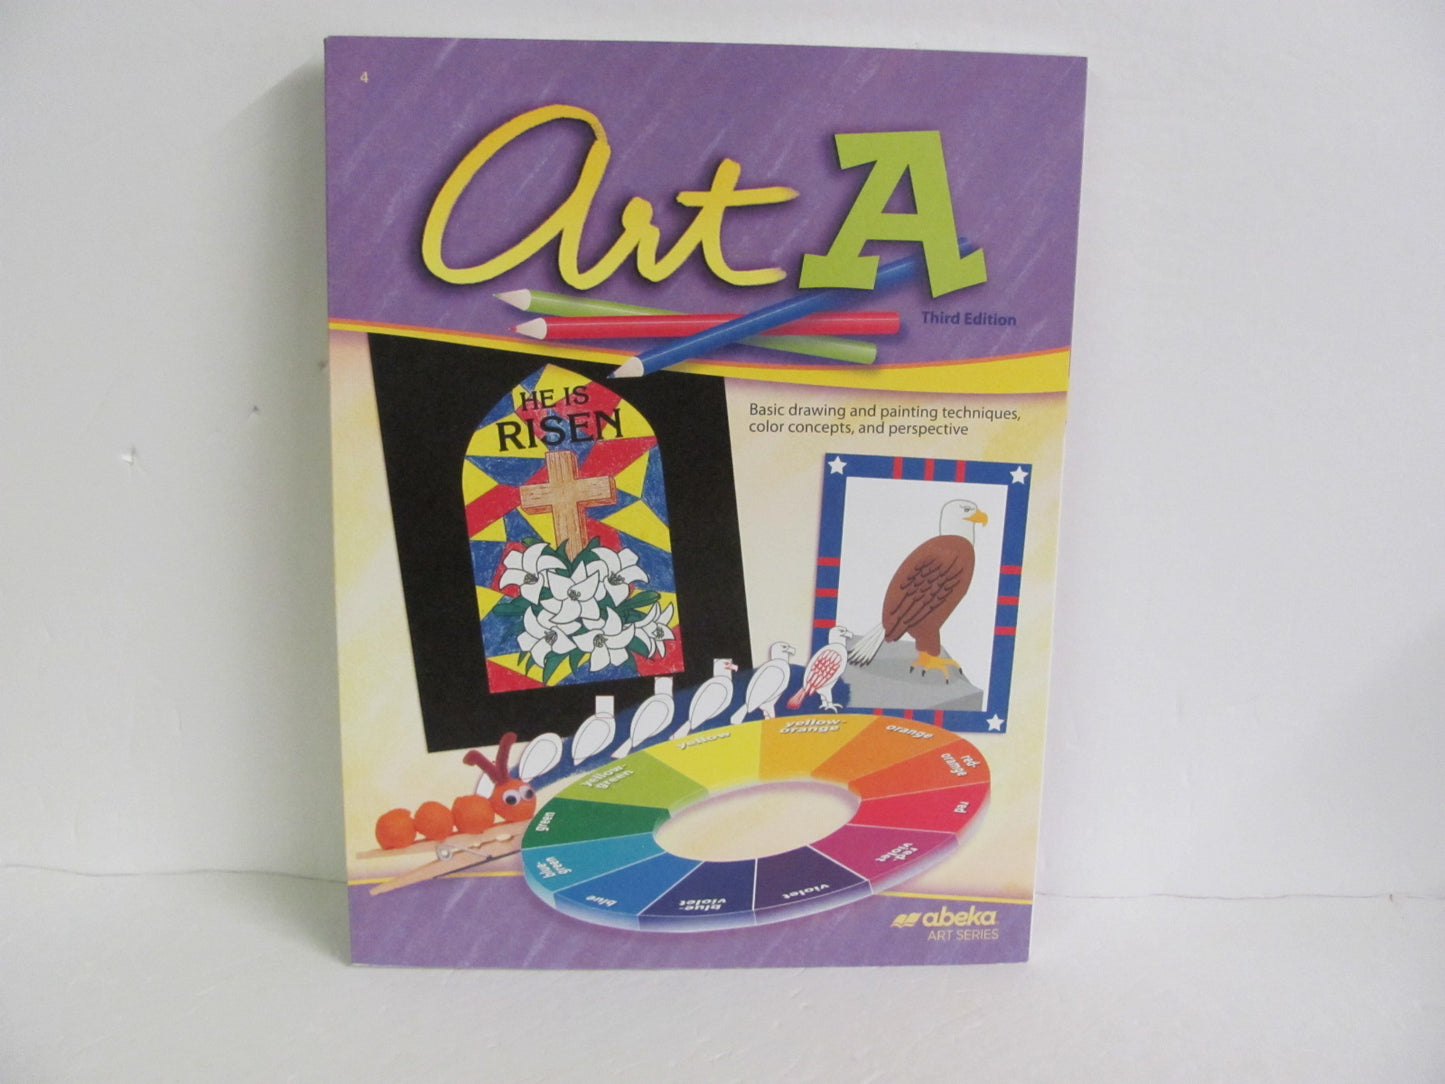 4
Art A
Third Edition
HE IS
RISEN
Basic drawing and painting techniques,
color concepts, and perspective
yellow
yellow-
orange
orange
red-
orange
red
red-
violet
violet
blue-
violet
blue
blue-
green
green
yellow-
green
abeka
ART SERIES